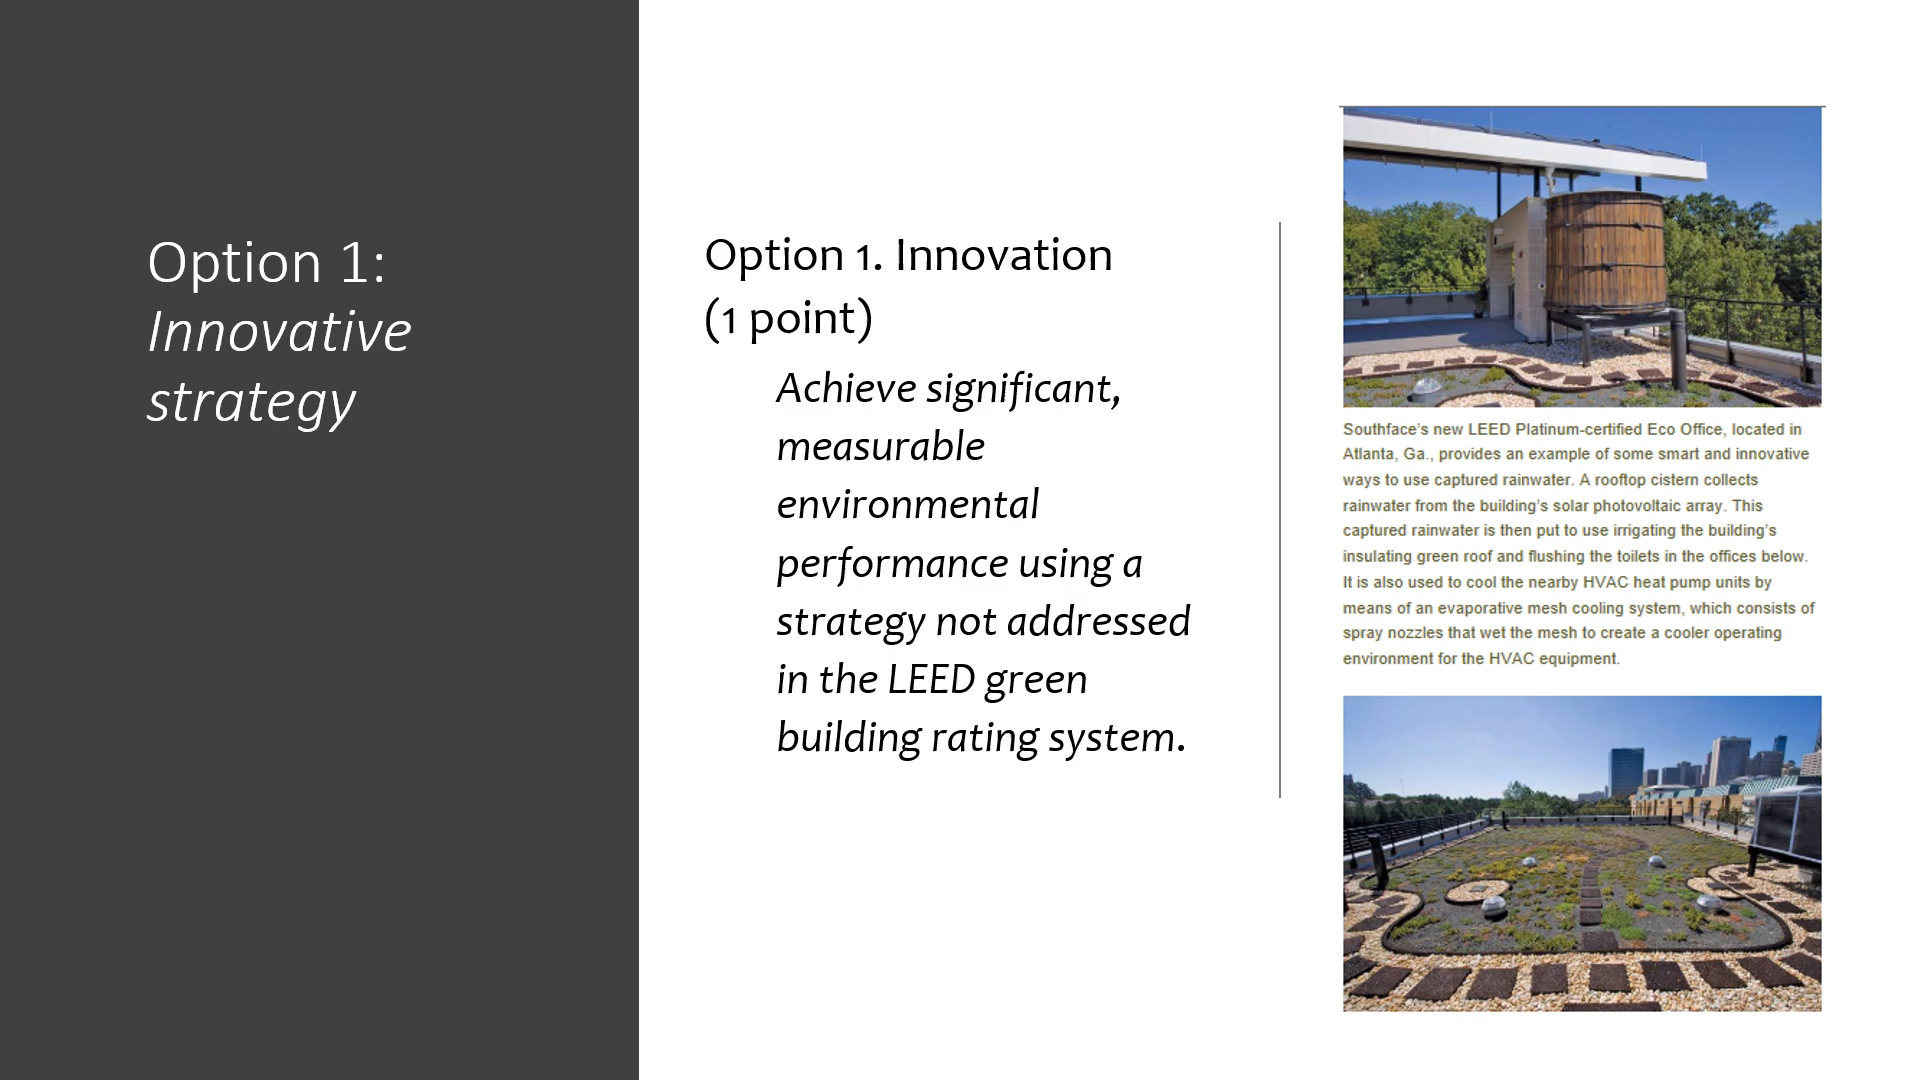 Option 1:
Innovative
strategy
Option 1. Innovation
(1 point)
Achieve significant,
measurable
environmental
performance using a
strategy not addressed
in the LEED green
building rating system.
Southface's new LEED Platinum-certified Eco Office, located in
Atlanta, Ga., provides an example of some smart and innovative
ways to use captured rainwater. A rooftop cistern collects
rainwater from the building's solar photovoltaic array. This
captured rainwater is then put to use irrigating the building's
insulating green roof and flushing the toilets in the offices below.
It is also used to cool the nearby HVAC heat pump units by
means of an evaporative mesh cooling system, which consists of
spray nozzles that wet the mesh to create a cooler operating
environment for the HVAC equipment.